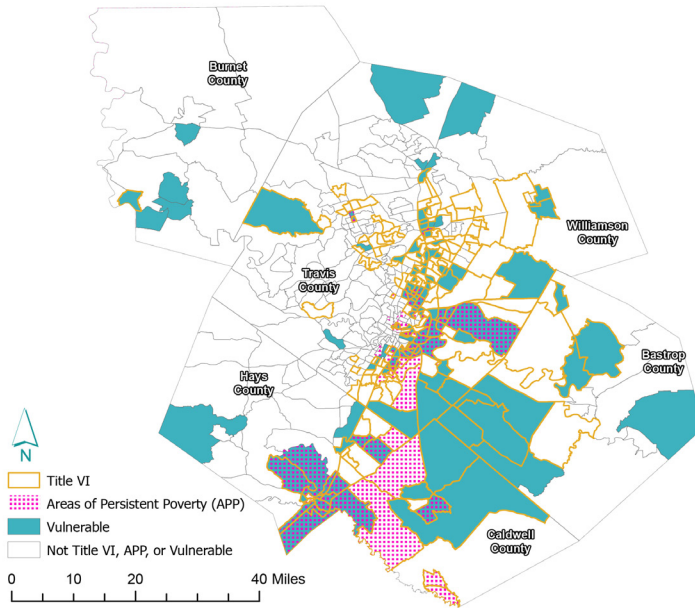 Burnet
County
Williamson
County
Travis
County
Bastrop
County
Hays
County
N
Title VI
Areas of Persistent Poverty (APP)
Vulnerable
Not Title VI, APP, or Vulnerable
Caldwell
County
0 10 20 40 Miles